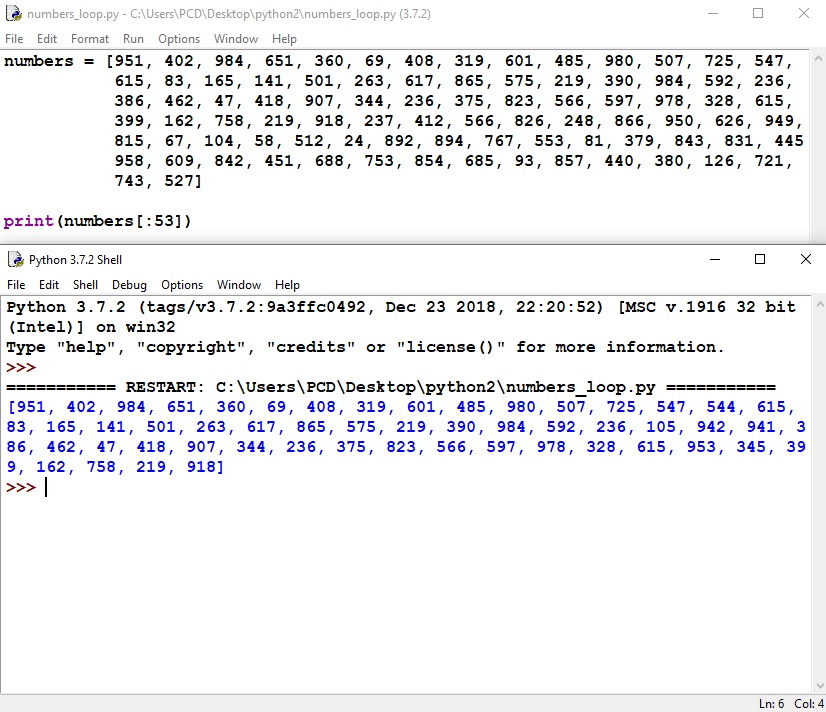 numbers_loop.py - C:\Users\PCD\Desktop\python2\numbers_loop.py (3.7.2)
File Edit Format Run Options Window Help
numbers = [951, 402, 984, 651, 360, 69, 408, 319, 601, 485, 980, 507, 725, 547,
615, 83, 165, 141, 501, 263, 617, 865, 575, 219, 390, 984, 592, 236,
386, 462, 47, 418, 907, 344, 236, 375, 823, 566, 597, 978, 328, 615,
399, 162, 758, 219, 918, 237, 412, 566, 826, 248, 866, 950, 626, 949,
815, 67, 104, 58, 512, 24, 892, 894, 767, 553, 81, 379, 843, 831, 445
958, 609, 842, 451, 688, 753, 854, 685, 93, 857, 440, 380, 126, 721,
743, 527]
print(numbers[:53])
Python 3.7.2 Shell
File Edit Shell Debug Options Window Help
Python 3.7.2 (tags/v3.7.2:9a3ffc0492, Dec 23 2018, 22:20:52) [MSC v.1916 32 bit
(Intel)] on win32
Type "help", "copyright", "credits" or "license()" for more information.
>>>
=========== RESTART: C:\Users\PCD\Desktop\python2\numbers_loop.py ===========
[951, 402, 984, 651, 360, 69, 408, 319, 601, 485, 980, 507, 725, 547, 544, 615,
83, 165, 141, 501, 263, 617, 865, 575, 219, 390, 984, 592, 236, 105, 942, 941, 3
86, 462, 47, 418, 907, 344, 236, 375, 823, 566, 597, 978, 328, 615, 953, 345, 39
9, 162, 758, 219, 918]
>>>
Ln: 6 Col: 4